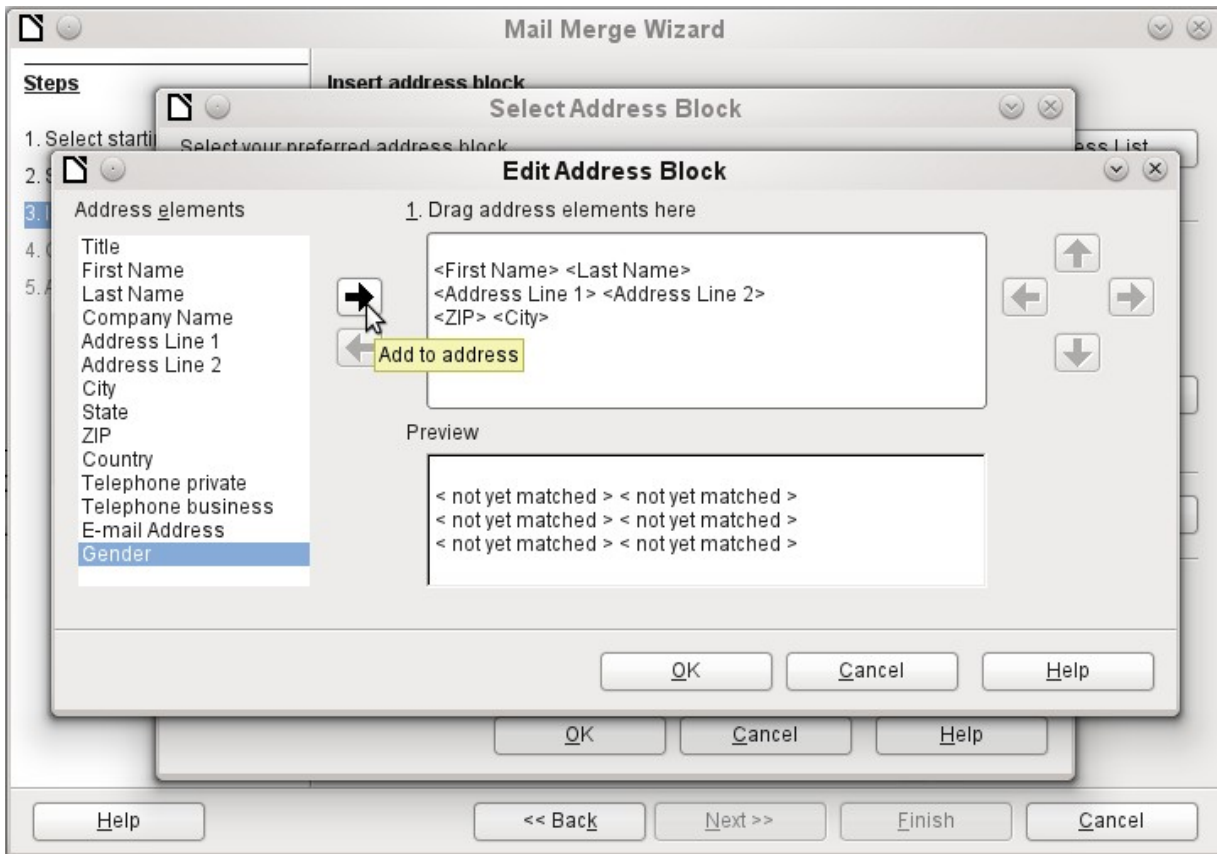 Mail Merge Wizard
Steps
Insert address block
Select Address Block
1. Select starti
Select your preferred address block
ess List
2. S
Edit Address Block
3. I
Address elements
1. Drag address elements here
4.
5. A
Title
First Name
Last Name
Company Name
Address Line 1
Address Line 2
City
State
ZIP
Country
Telephone private
Telephone business
E-mail Address
Gender
<First Name> <Last Name>
<Address Line 1> <Address Line 2>
<ZIP> <City>
Add to address
Preview
< not yet matched > < not yet matched >
< not yet matched > < not yet matched >
< not yet matched > < not yet matched >
OK Cancel Help
OK Cancel Help
Help << Back Next >> Finish Cancel